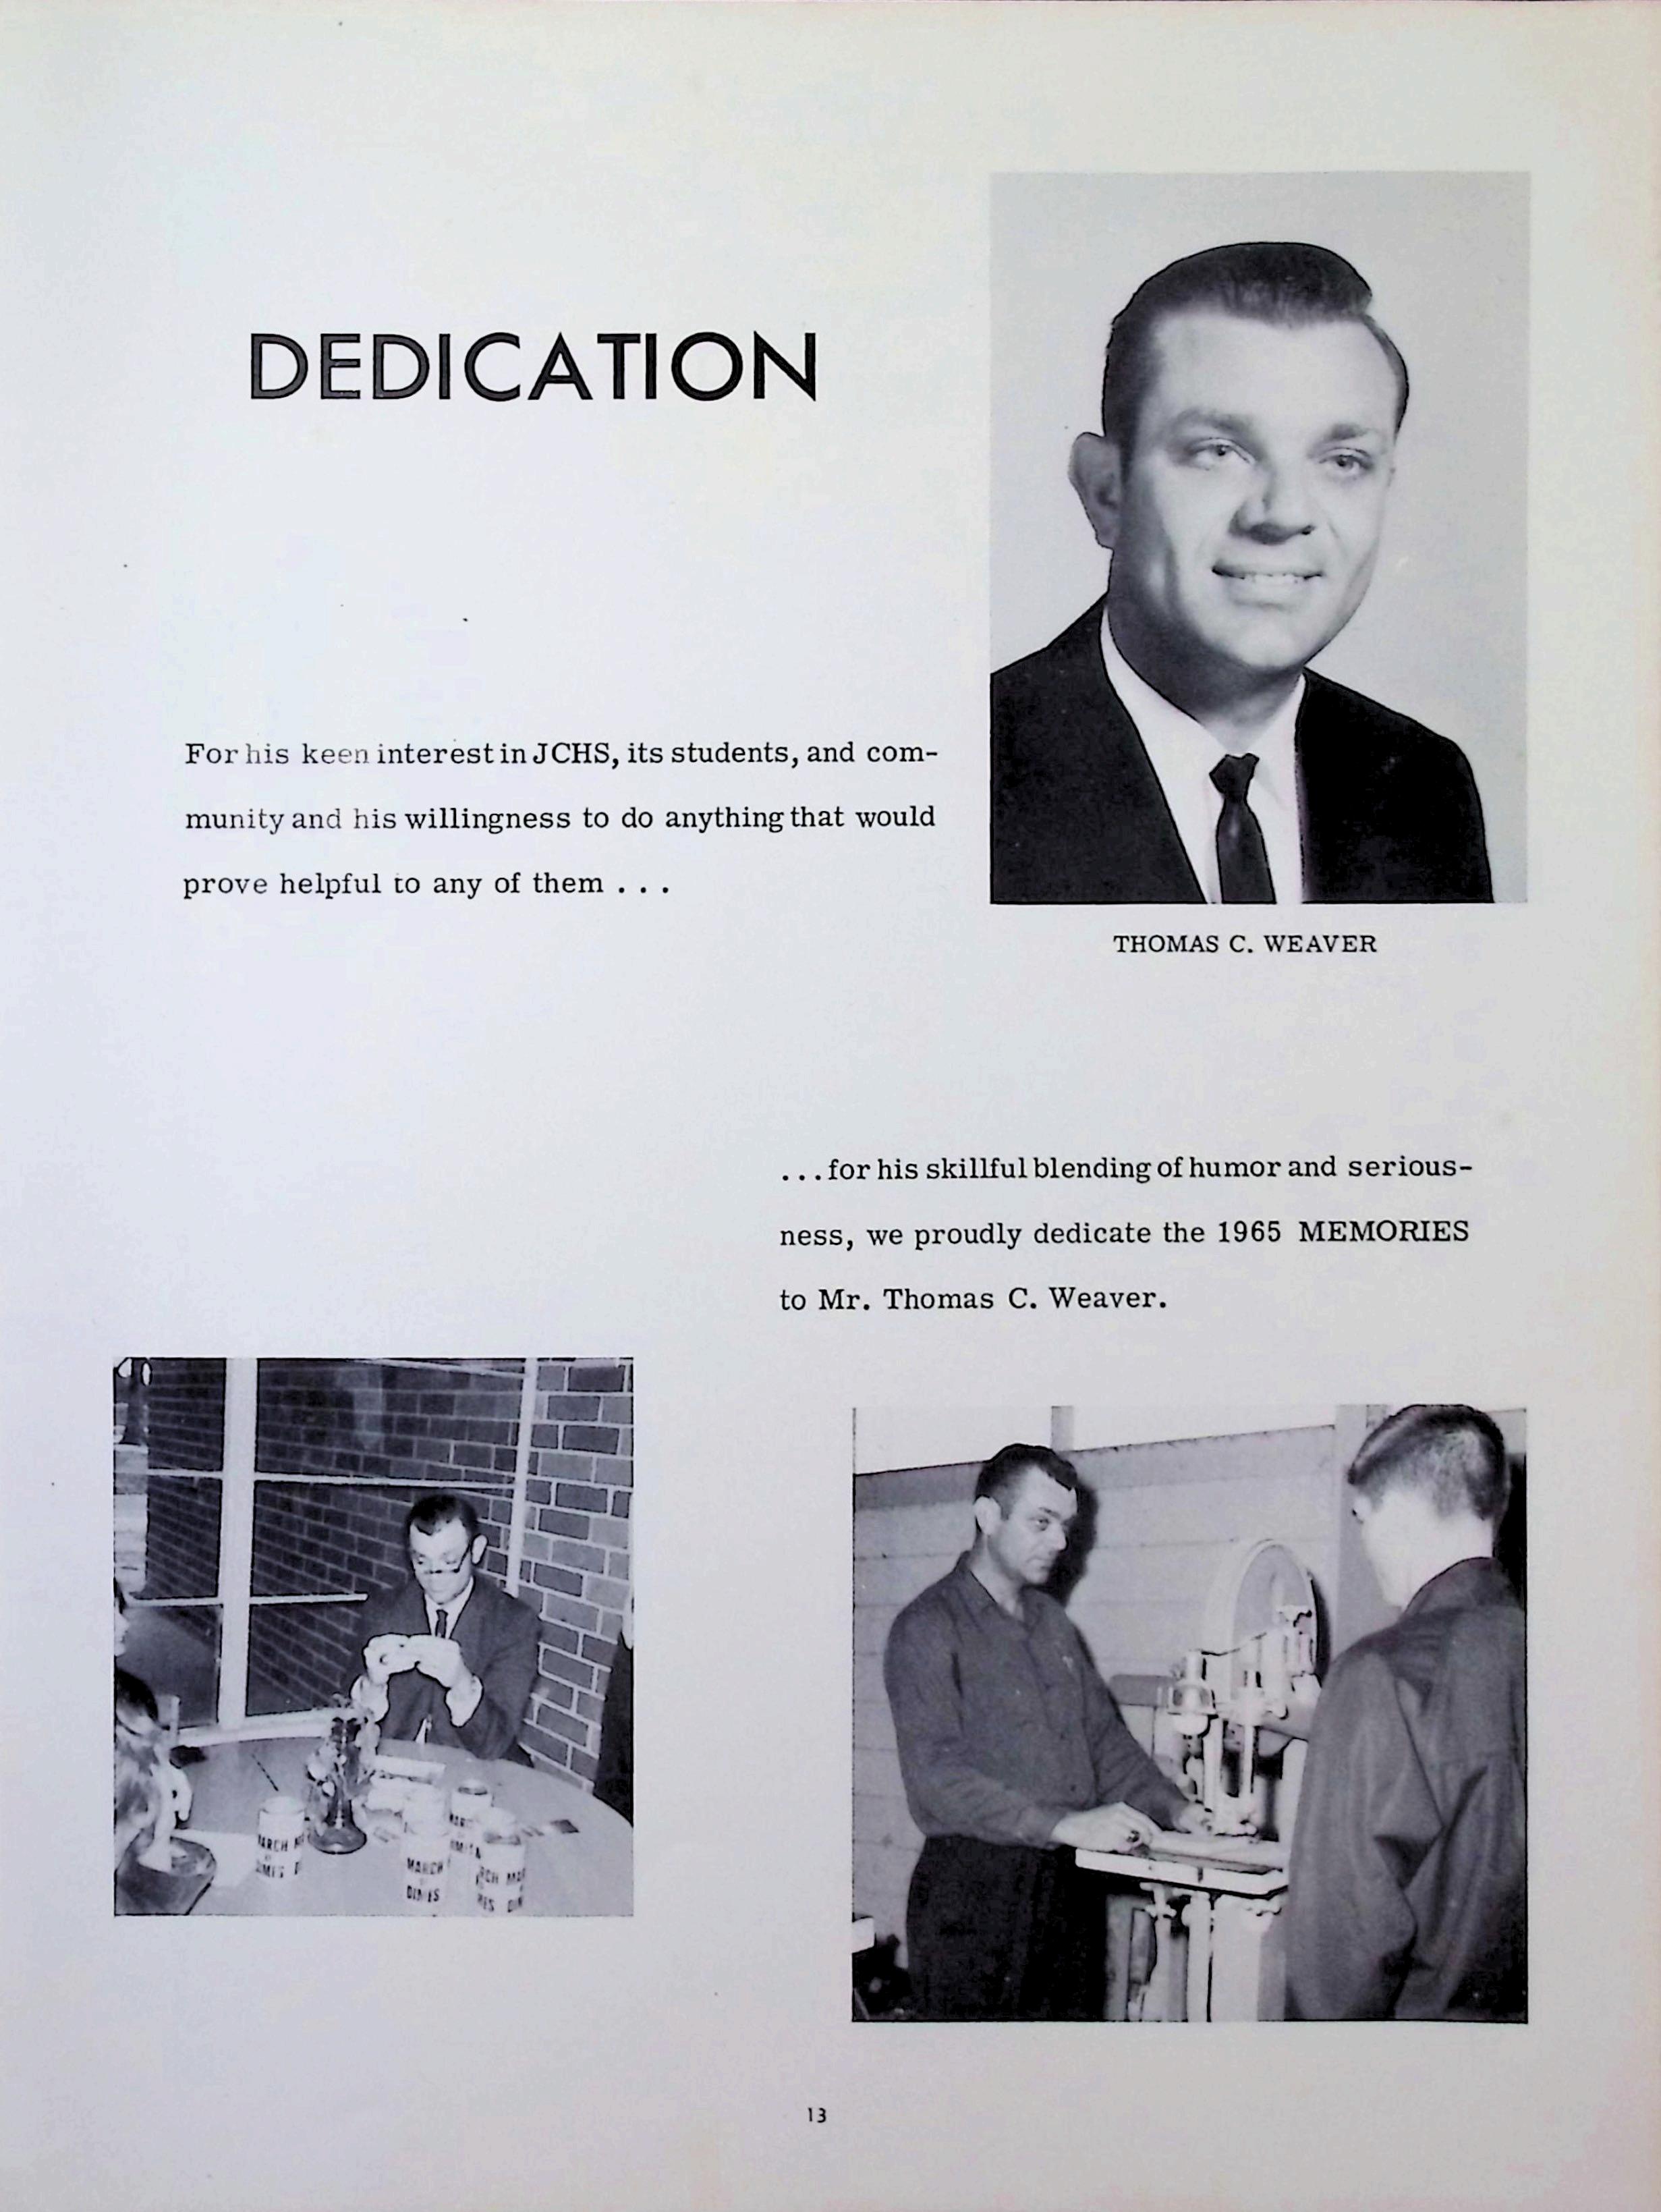 DEDICATION
For his keen interest in JCHS, its students, and com-
munity and his willingness to do anything that would
prove helpful to any of them . . .
THOMAS C. WEAVER
...for his skillful blending of humor and serious-
ness, we proudly dedicate the 1965 MEMORIES
to Mr. Thomas C. Weaver.
MARCH
DIMES
13